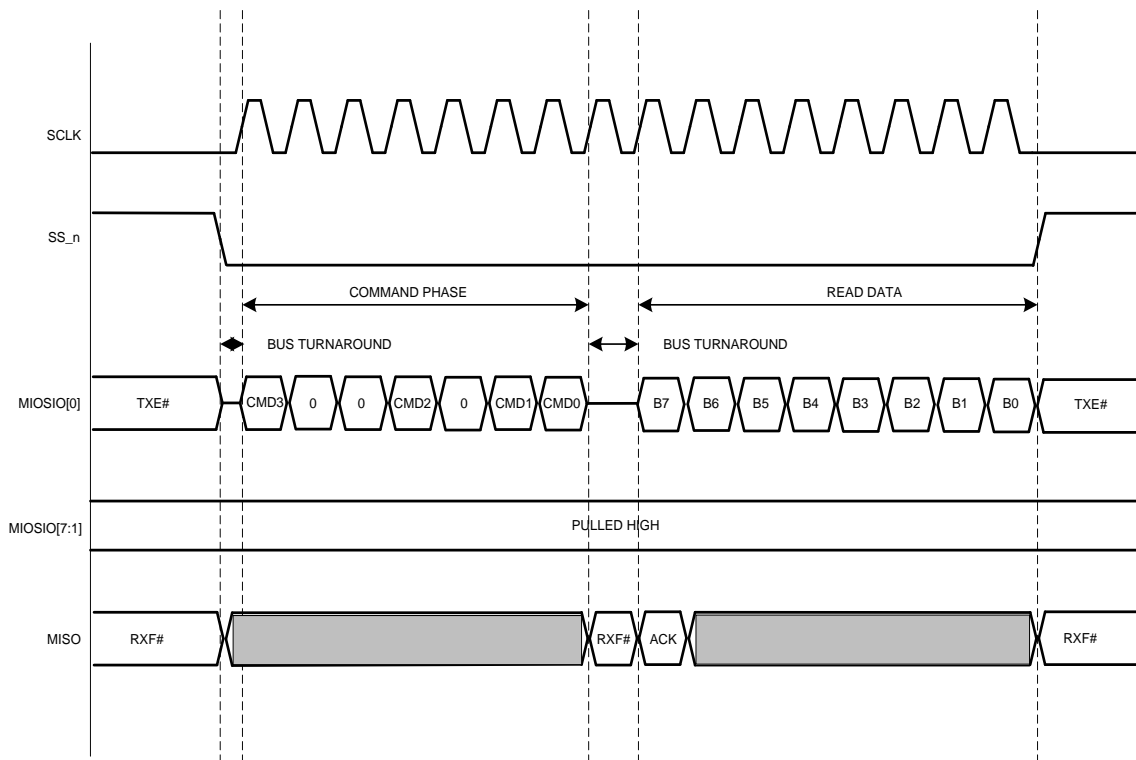 SCLK
SS_n
COMMAND PHASE READ DATA
BUS TURNAROUND BUS TURNAROUND
MIOSIO[0] TXE# CMD3 0 0 CMD2 0 CMD1 CMD0 B7 B6 B5 B4 B3 B2 B1 B0 TXE#
MIOSIO[7:1] PULLED HIGH
MISO RXF# RXF# ACK RXF#